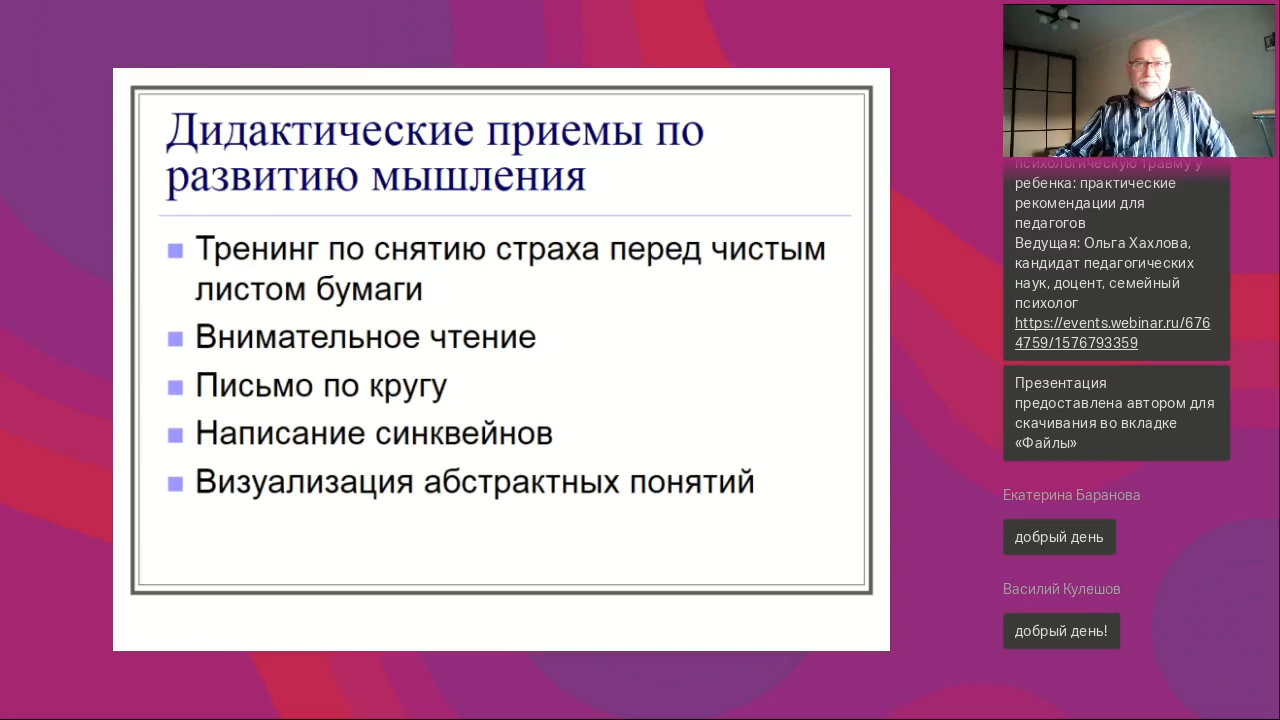 Дидактические приемы по
развитию мышления
Тренинг по снятию страха перед чистым
листом бумаги
Внимательное чтение
Письмо по кругу
Написание синквейнов
Визуализация абстрактных понятий
психологическую травму у
ребенка: практические
рекомендации для
педагогов
Ведущая: Ольга Хахлова,
кандидат педагогических
наук, доцент, семейный
психолог
https://events.webinar.ru/676
4759/1576793359
Презентация
предоставлена автором для
скачивания во вкладке
«Файлы»
Екатерина Баранова
добрый день
Василий Кулешов
добрый день!